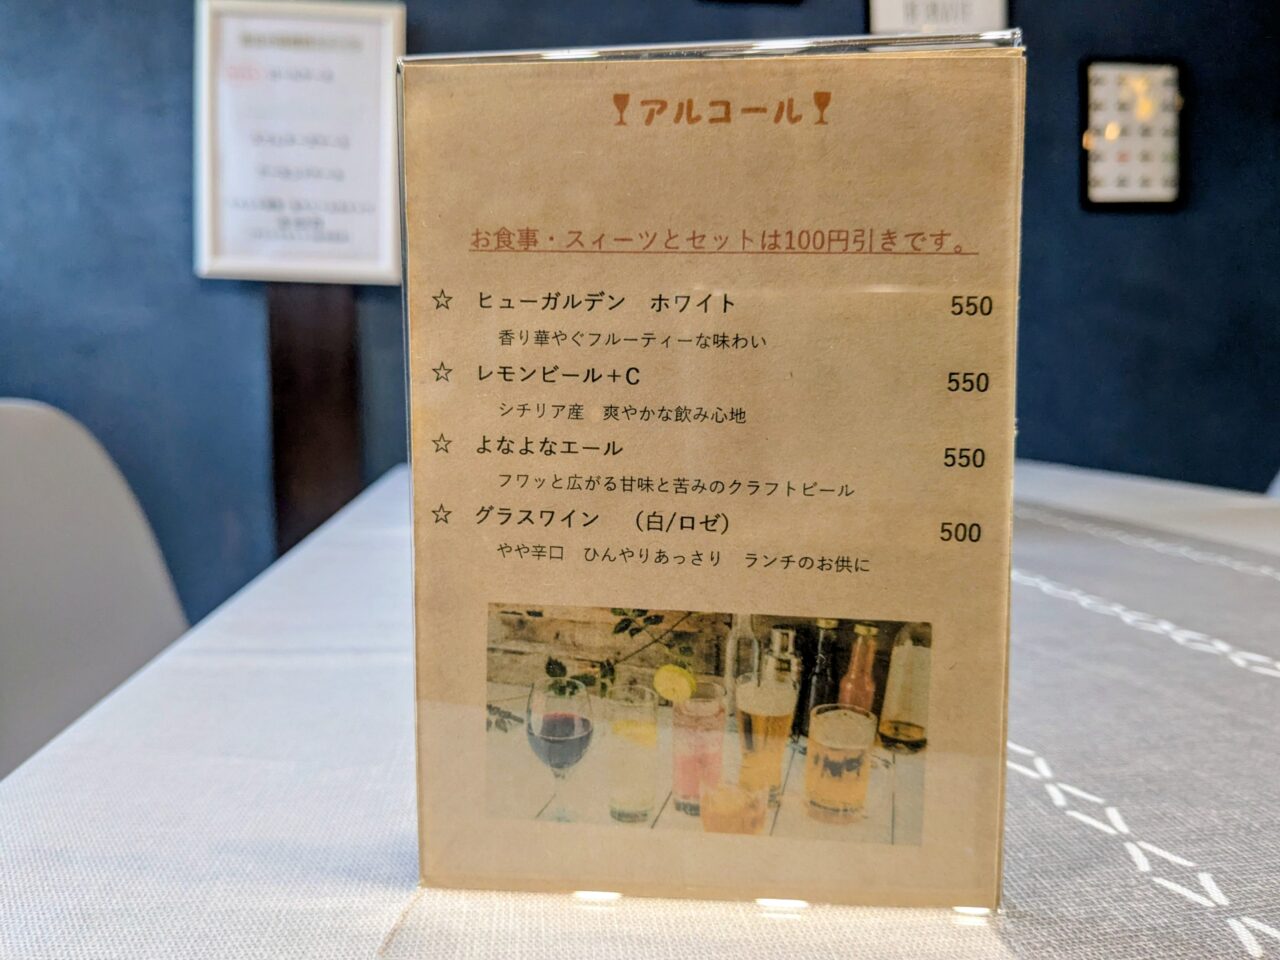 アルコール
お食事・スィーツとセットは100円引きです。
☆ ヒューガルデン ホワイト 550
香り華やぐフルーティーな味わい
☆ レモンビール+C 550
シチリア産 爽やかな飲み心地
☆ よなよなエール 550
フワッと広がる甘味と苦みのクラフトビール
☆ グラスワイン (白/ロゼ) 500
やや辛口 ひんやりあっさり ランチのお供に